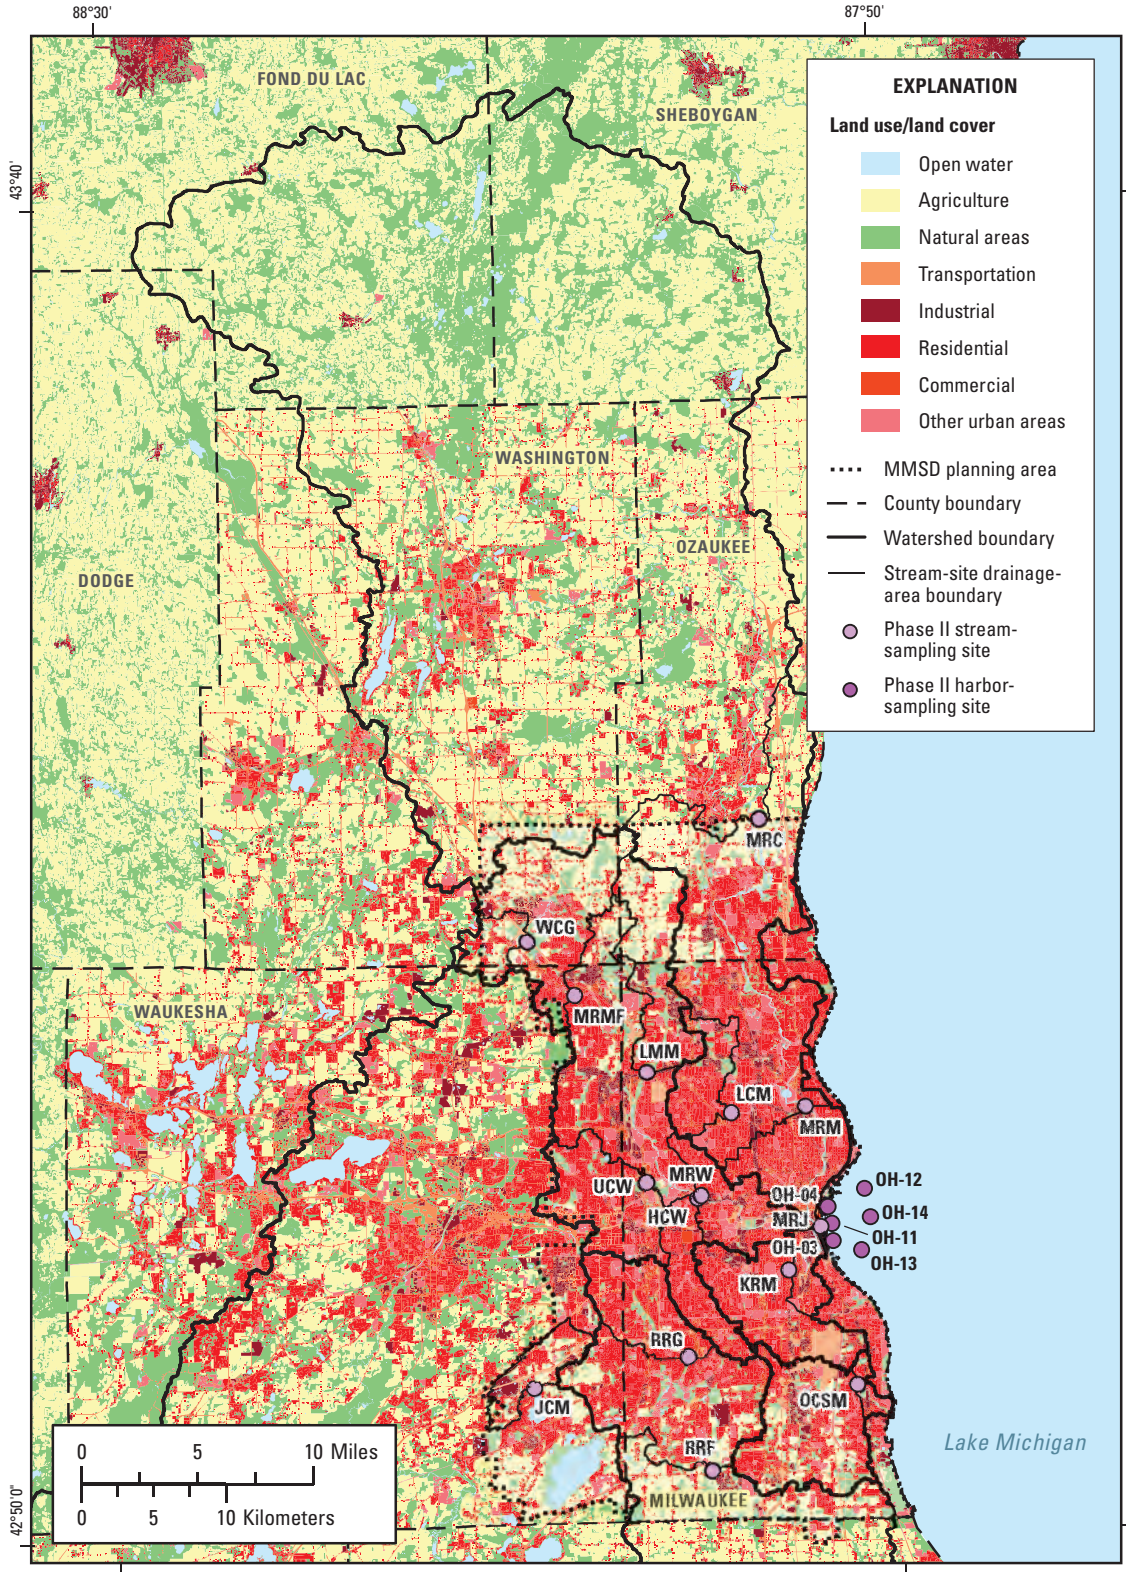 88°30'
87°50'
43°40'
42°50'0"
FOND DU LAC
SHEBOYGAN
WASHINGTON
OZAUKEE
DODGE
WAUKESHA
MILWAUKEE
EXPLANATION
Land use/land cover
Open water
Agriculture
Natural areas
Transportation
Industrial
Residential
Commercial
Other urban areas
MMSD planning area
County boundary
Watershed boundary
Stream-site drainage-
area boundary
Phase II stream-
sampling site
Phase II harbor-
sampling site
MRC
WCG
MRMF
LMM
LCM
MRM
MRW
UCW
HCW
OH-04
OH-12
MRJ
OH-14
OH-11
OH-03
OH-13
KRM
RRG
JCM
OCSM
RRF
Lake Michigan
0 5 10 Miles
0 5 10 Kilometers